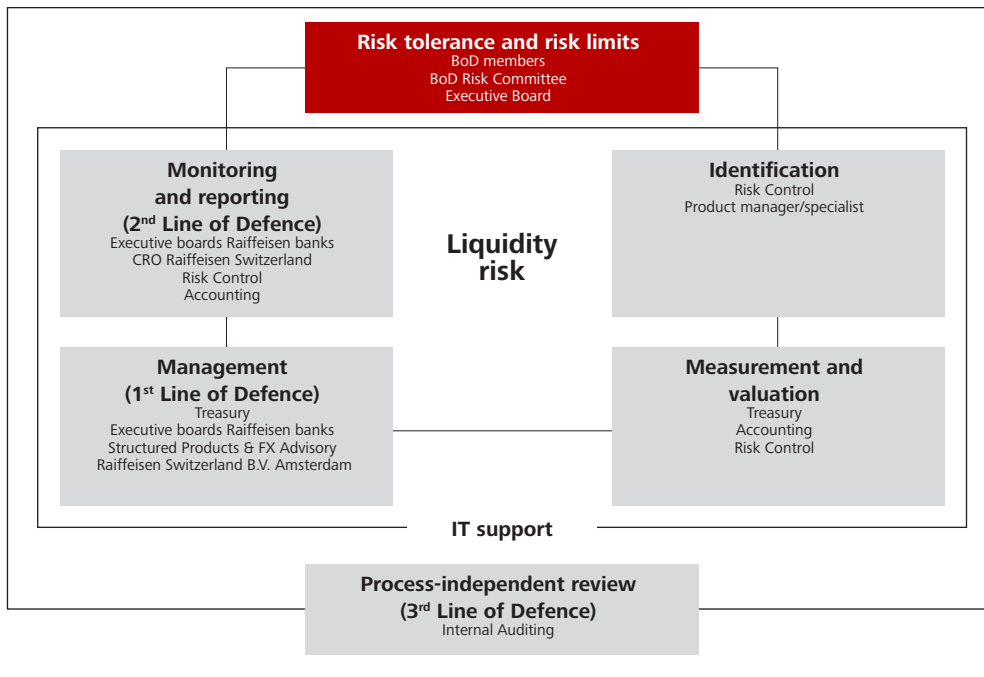 Risk tolerance and risk limits
BoD members
BoD Risk Committee
Executive Board
Monitoring
and reporting
(2nd Line of Defence)
Executive boards Raiffeisen banks
CRO Raiffeisen Switzerland
Risk Control
Accounting
Identification
Risk Control
Product manager/specialist
Liquidity
risk
Management
(1st Line of Defence)
Treasury
Executive boards Raiffeisen banks
Structured Products & FX Advisory
Raiffeisen Switzerland B.V. Amsterdam
Measurement and
valuation
Treasury
Accounting
Risk Control
IT support
Process-independent review
(3rd Line of Defence)
Internal Auditing